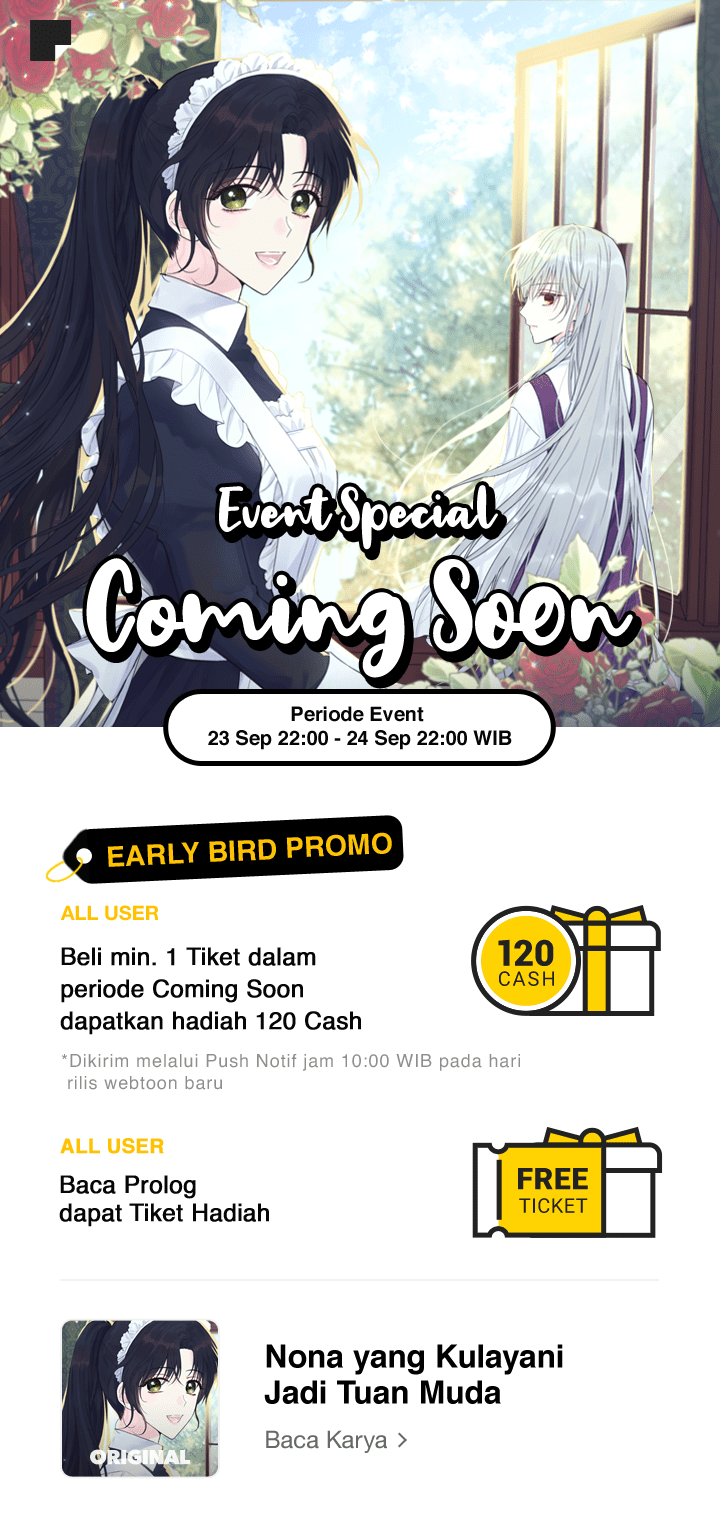 Event Special
Coming Soon
Periode Event
23 Sep 22:00 - 24 Sep 22:00 WIB
EARLY BIRD PROMO
ALL USER
Beli min. 1 Tiket dalam
periode Coming Soon
dapatkan hadiah 120 Cash
120
CASH
*Dikirim melalui Push Notif jam 10:00 WIB pada hari
rilis webtoon baru
ALL USER
Baca Prolog
dapat Tiket Hadiah
FREE
TICKET
ORIGINAL
Nona yang Kulayani
Jadi Tuan Muda
Baca Karya >